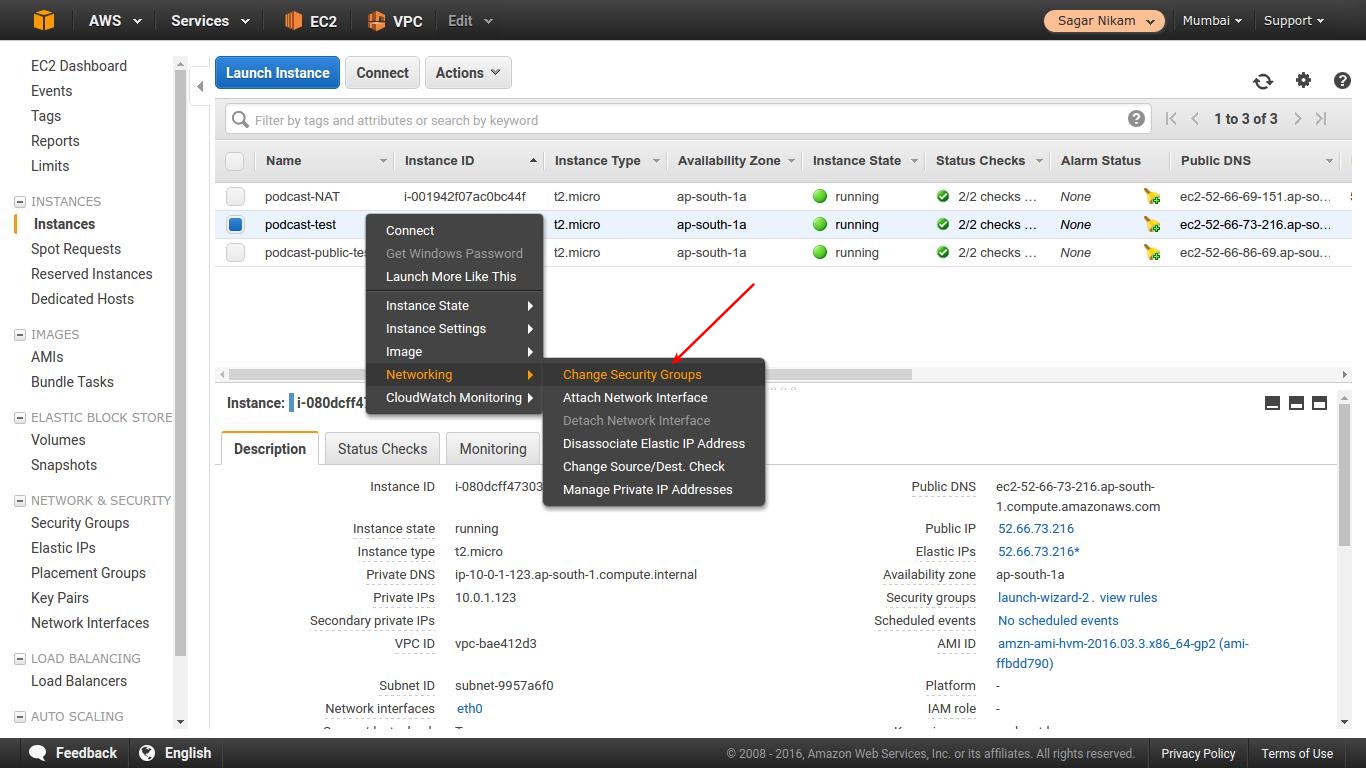 AWS Services EC2 VPC Edit Sagar Nikam Mumbai Support
EC2 Dashboard
Events
Tags
Reports
Limits
INSTANCES
Instances
Spot Requests
Reserved Instances
Dedicated Hosts
IMAGES
AMIs
Bundle Tasks
ELASTIC BLOCK STORE
Volumes
Snapshots
NETWORK & SECURITY
Security Groups
Elastic IPs
Placement Groups
Key Pairs
Network Interfaces
LOAD BALANCING
Load Balancers
AUTO SCALING
Launch Instance Connect Actions
Filter by tags and attributes or search by keyword 1 to 3 of 3
Name Instance ID Instance Type Availability Zone Instance State Status Checks Alarm Status Public DNS
podcast-NAT i-001942f07ac0bc44f t2.micro ap-south-1a running 2/2 checks ... None ec2-52-66-69-151.ap-so...
podcast-test t2.micro ap-south-1a running 2/2 checks ... None ec2-52-66-73-216.ap-so...
podcast-public-tes t2.micro ap-south-1a running 2/2 checks ... None ec2-52-66-86-69.ap-sou...
Connect
Get Windows Password
Launch More Like This
Instance State
Instance Settings
Image
Networking
CloudWatch Monitoring
Change Security Groups
Attach Network Interface
Detach Network Interface
Disassociate Elastic IP Address
Change Source/Dest. Check
Manage Private IP Addresses
Instance: i-080dcff47
Description Status Checks Monitoring
Instance ID i-080dcff47303
Instance state running
Instance type t2.micro
Private DNS ip-10-0-1-123.ap-south-1.compute.internal
Private IPs 10.0.1.123
Secondary private IPs
VPC ID vpc-bae412d3
Subnet ID subnet-9957a6f0
Network interfaces eth0
Public DNS ec2-52-66-73-216.ap-south-
1.compute.amazonaws.com
Public IP 52.66.73.216
Elastic IPs 52.66.73.216*
Availability zone ap-south-1a
Security groups launch-wizard-2 . view rules
Scheduled events No scheduled events
AMI ID amzn-ami-hvm-2016.03.3.x86_64-gp2 (ami-
ffbdd790)
Platform -
IAM role -
Feedback English © 2008 - 2016, Amazon Web Services, Inc. or its affiliates. All rights reserved. Privacy Policy Terms of Use